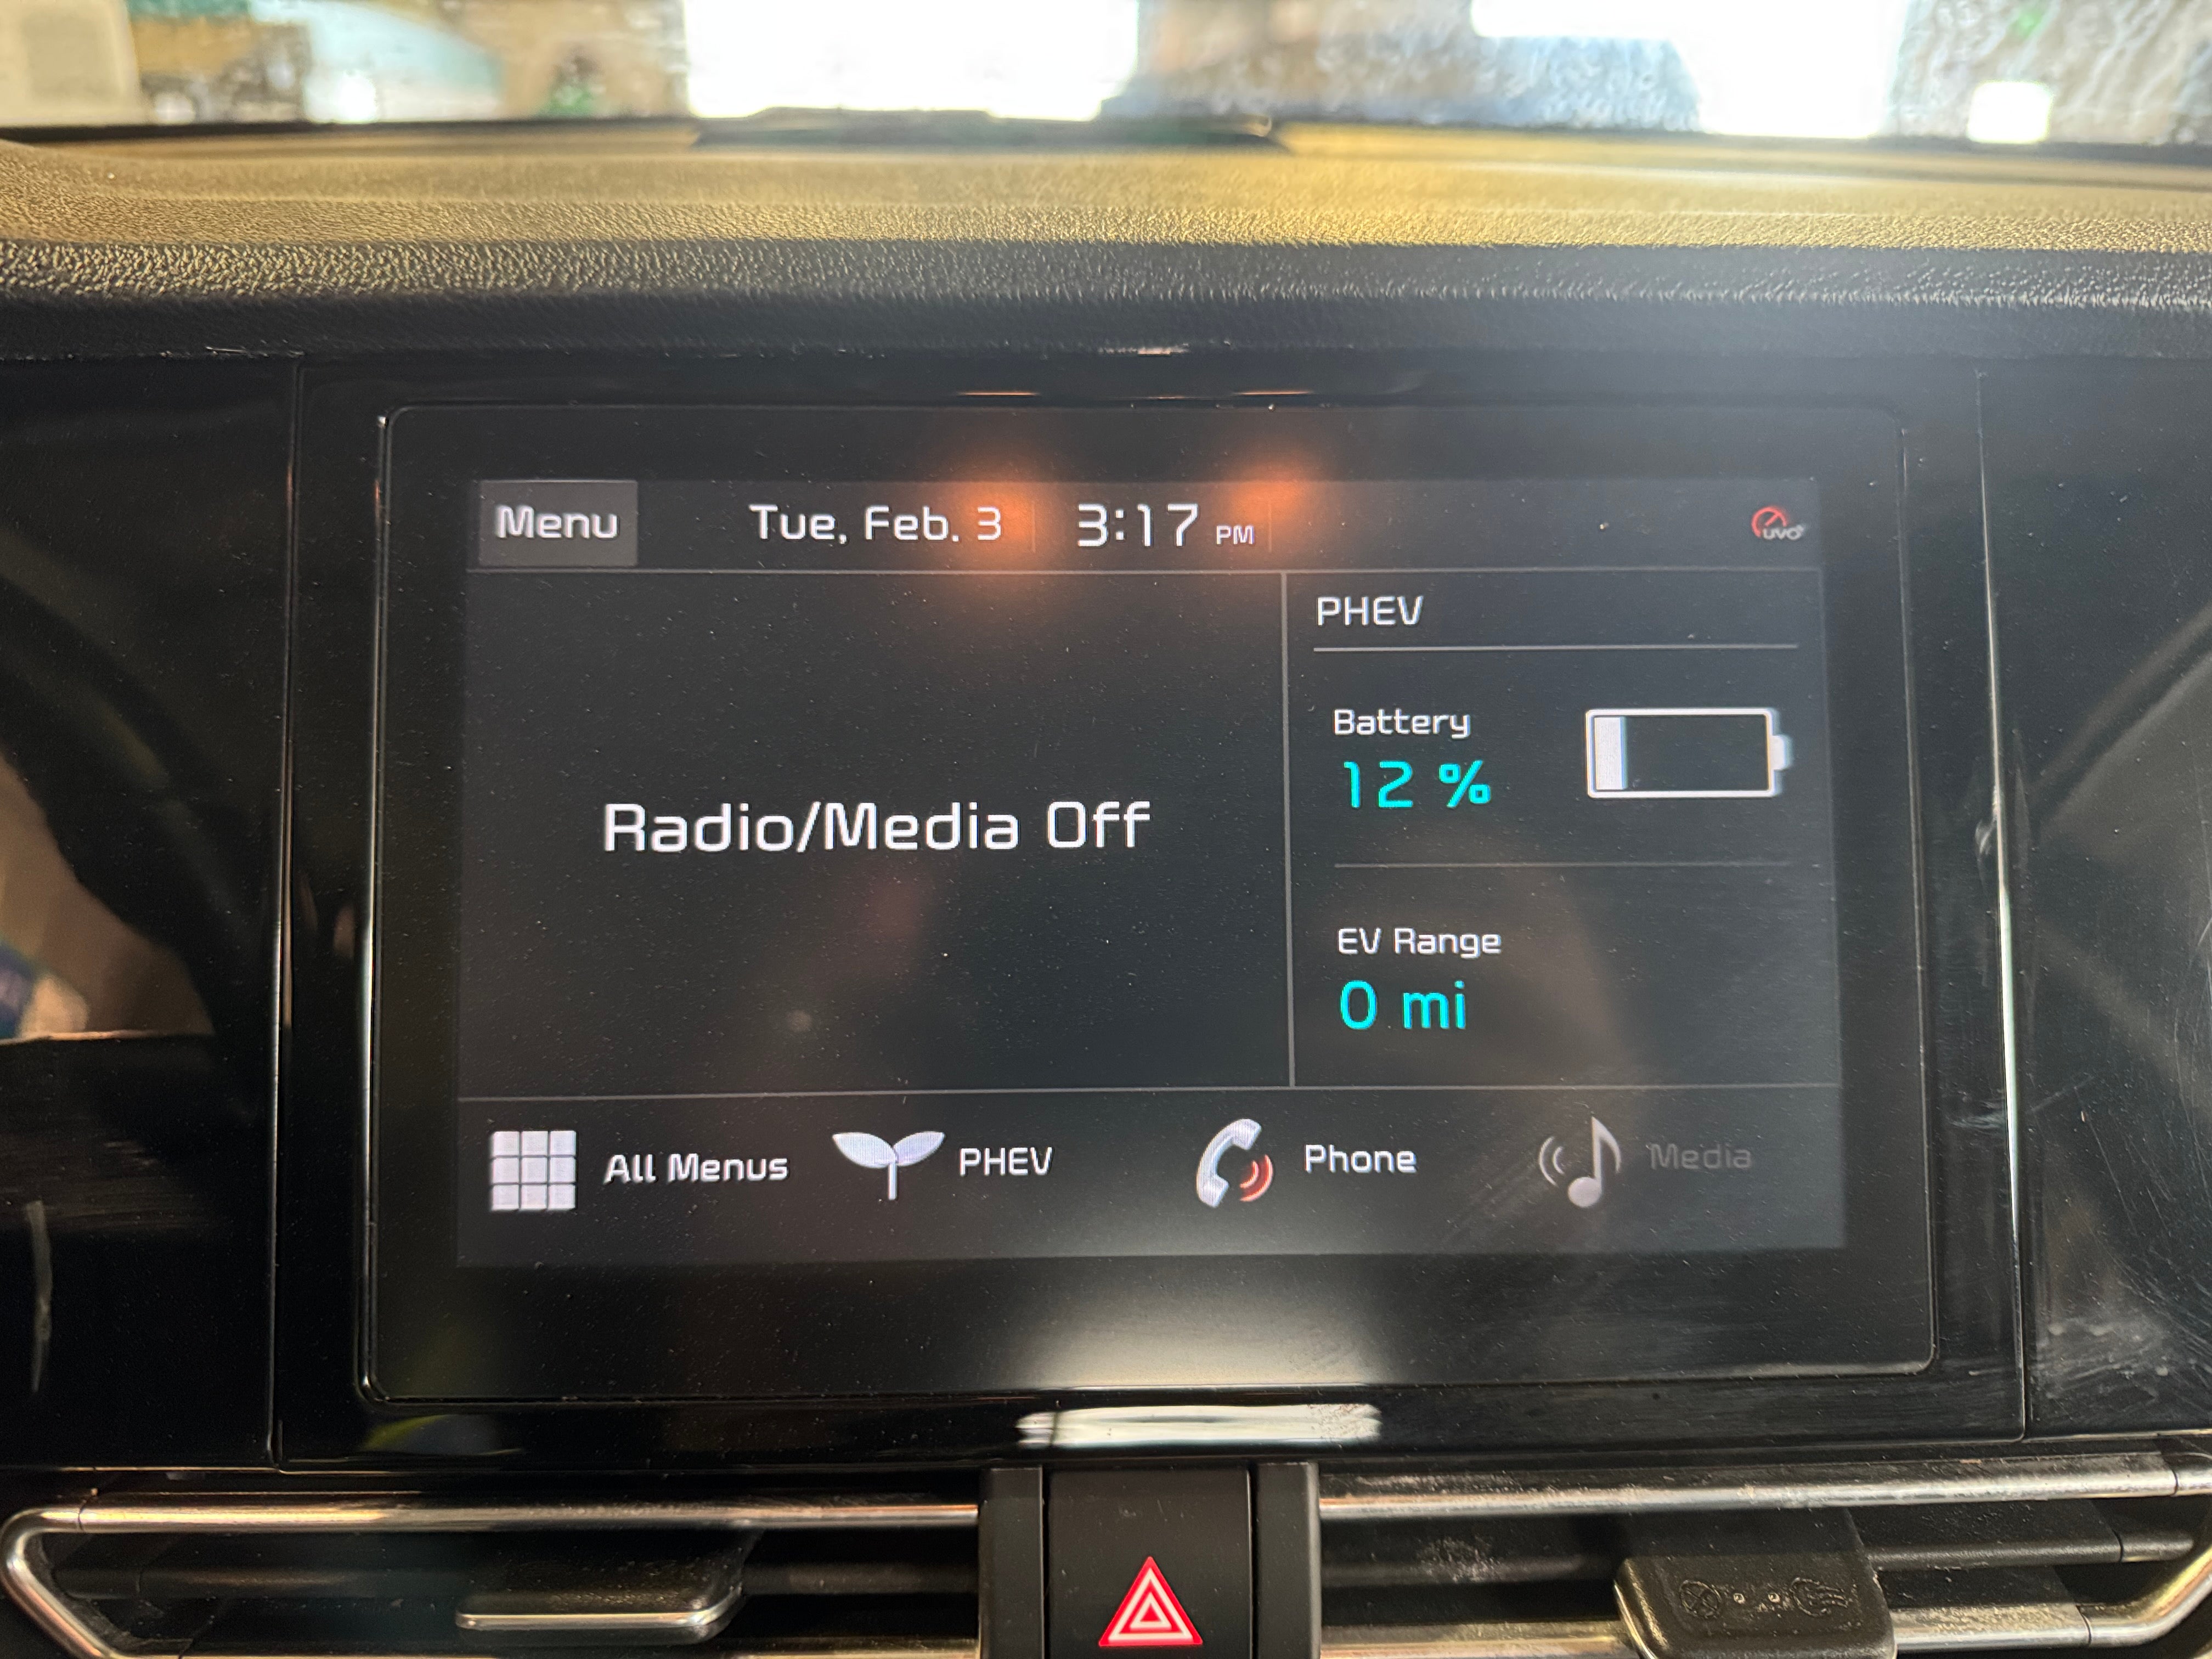 Menu
Tue, Feb. 3
3:17 PM
UVO
PHEV
Battery
12 %
Radio/Media Off
EV Range
0 mi
All Menus
PHEV
Phone
Media